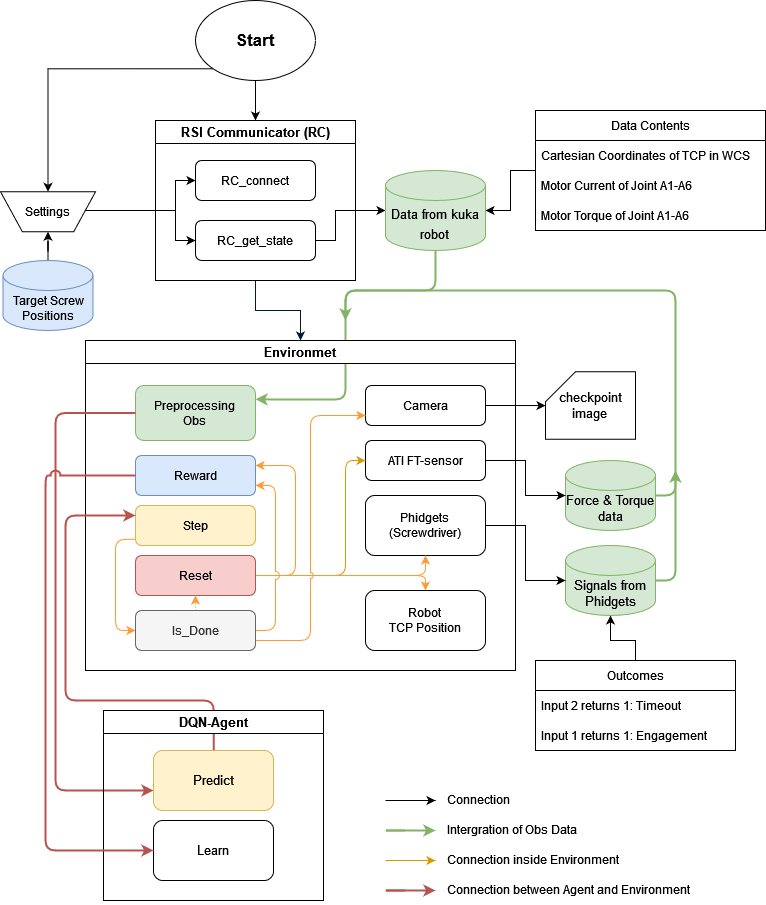 Start
RSI Communicator (RC)
RC_connect
RC_get_state
Settings
Target Screw
Positions
Data from kuka
robot
Data Contents
Cartesian Coordinates of TCP in WCS
Motor Current of Joint A1-A6
Motor Torque of Joint A1-A6
Environmet
Preprocessing
Obs
Reward
Step
Reset
Is_Done
Camera
ATI FT-sensor
Phidgets
(Screwdriver)
Robot
TCP Position
checkpoint
image
Force & Torque
data
Signals from
Phidgets
Outcomes
Input 2 returns 1: Timeout
Input 1 returns 1: Engagement
DQN-Agent
Predict
Learn
Connection
Intergration of Obs Data
Connection inside Environment
Connection between Agent and Environment